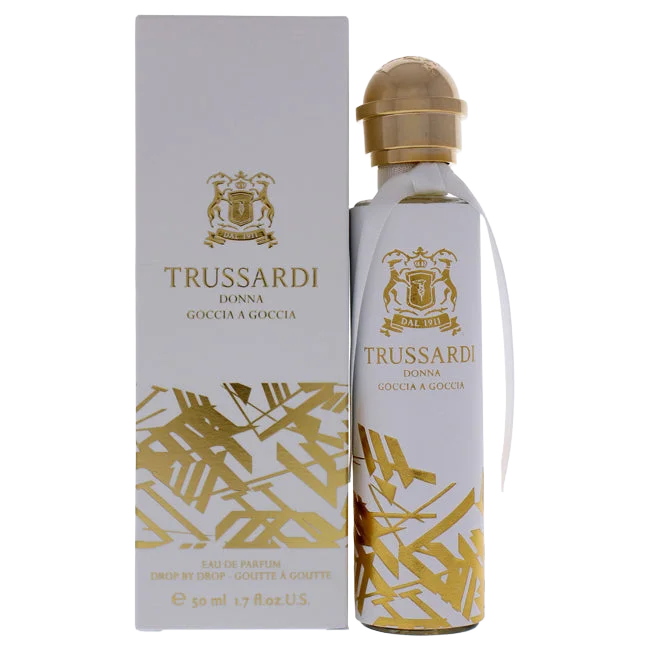 DAL 1911
TRUSSARDI
DONNA
GOCCIA A GOCCIA
EAU DE PARFUM
DROP BY DROP - GOUTTE À GOUTTE
℮ 50 ml 1.7 fl.oz.U.S.
DAL 1911
TRUSSARDI
DONNA
GOCCIA A GOCCIA